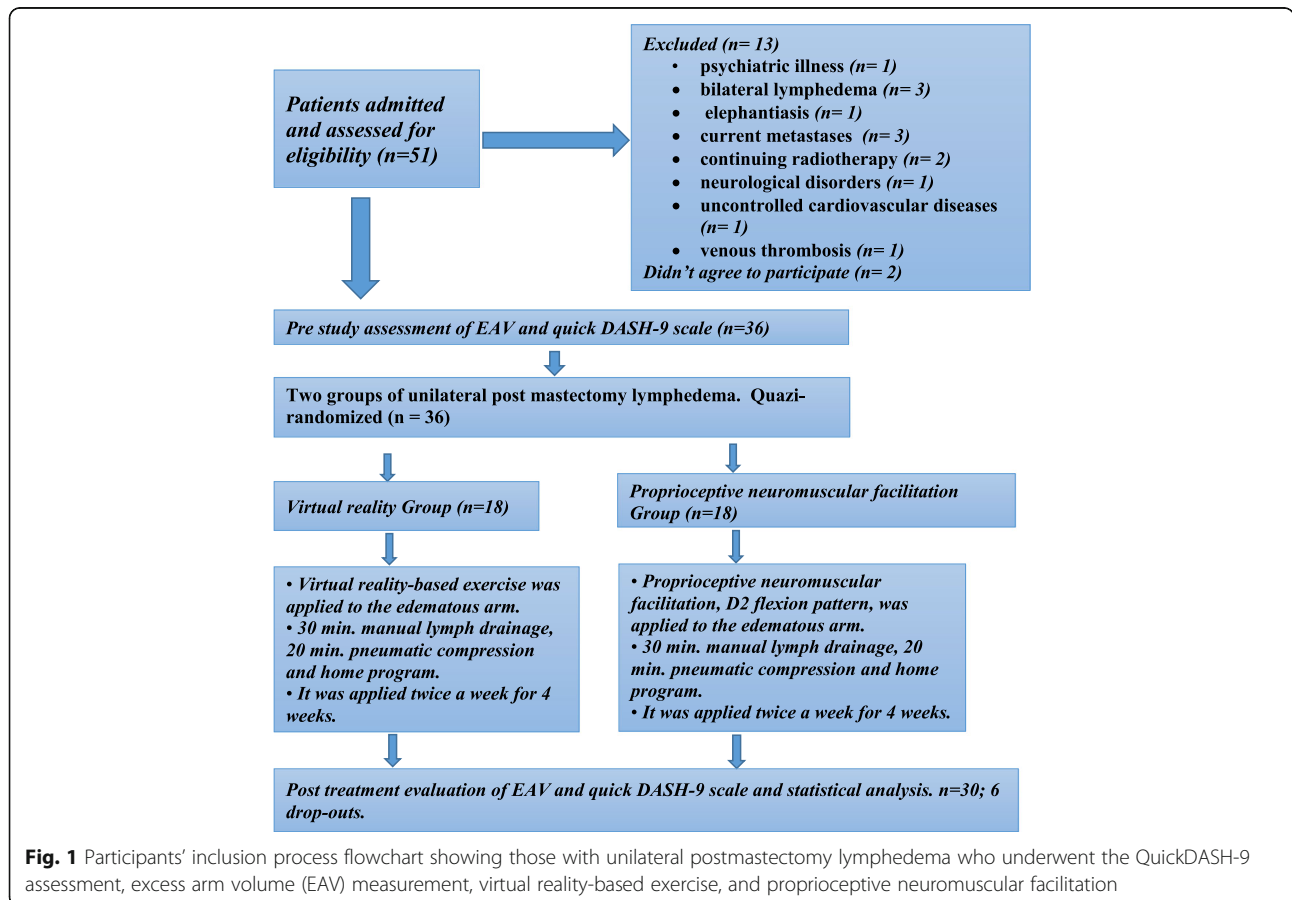 Patients admitted
and assessed for
eligibility (n=51)
Excluded (n= 13)
• psychiatric illness (n= 1)
• bilateral lymphedema (n= 3)
• elephantiasis (n= 1)
• current metastases (n= 3)
• continuing radiotherapy (n= 2)
• neurological disorders (n= 1)
• uncontrolled cardiovascular diseases
(n= 1)
• venous thrombosis (n= 1)
Didn't agree to participate (n= 2)
Pre study assessment of EAV and quick DASH-9 scale (n=36)
Two groups of unilateral post mastectomy lymphedema. Quazi-
randomized (n = 36)
Virtual reality Group (n=18)
Proprioceptive neuromuscular facilitation
Group (n=18)
• Virtual reality-based exercise was
applied to the edematous arm.
• 30 min. manual lymph drainage,
20 min. pneumatic compression
and home program.
• It was applied twice a week for 4
weeks.
• Proprioceptive neuromuscular
facilitation, D2 flexion pattern, was
applied to the edematous arm.
• 30 min. manual lymph drainage, 20
min. pneumatic compression and home
program.
• It was applied twice a week for 4 weeks.
Post treatment evaluation of EAV and quick DASH-9 scale and statistical analysis. n=30; 6
drop-outs.
Fig. 1 Participants' inclusion process flowchart showing those with unilateral postmastectomy lymphedema who underwent the QuickDASH-9
assessment, excess arm volume (EAV) measurement, virtual reality-based exercise, and proprioceptive neuromuscular facilitation